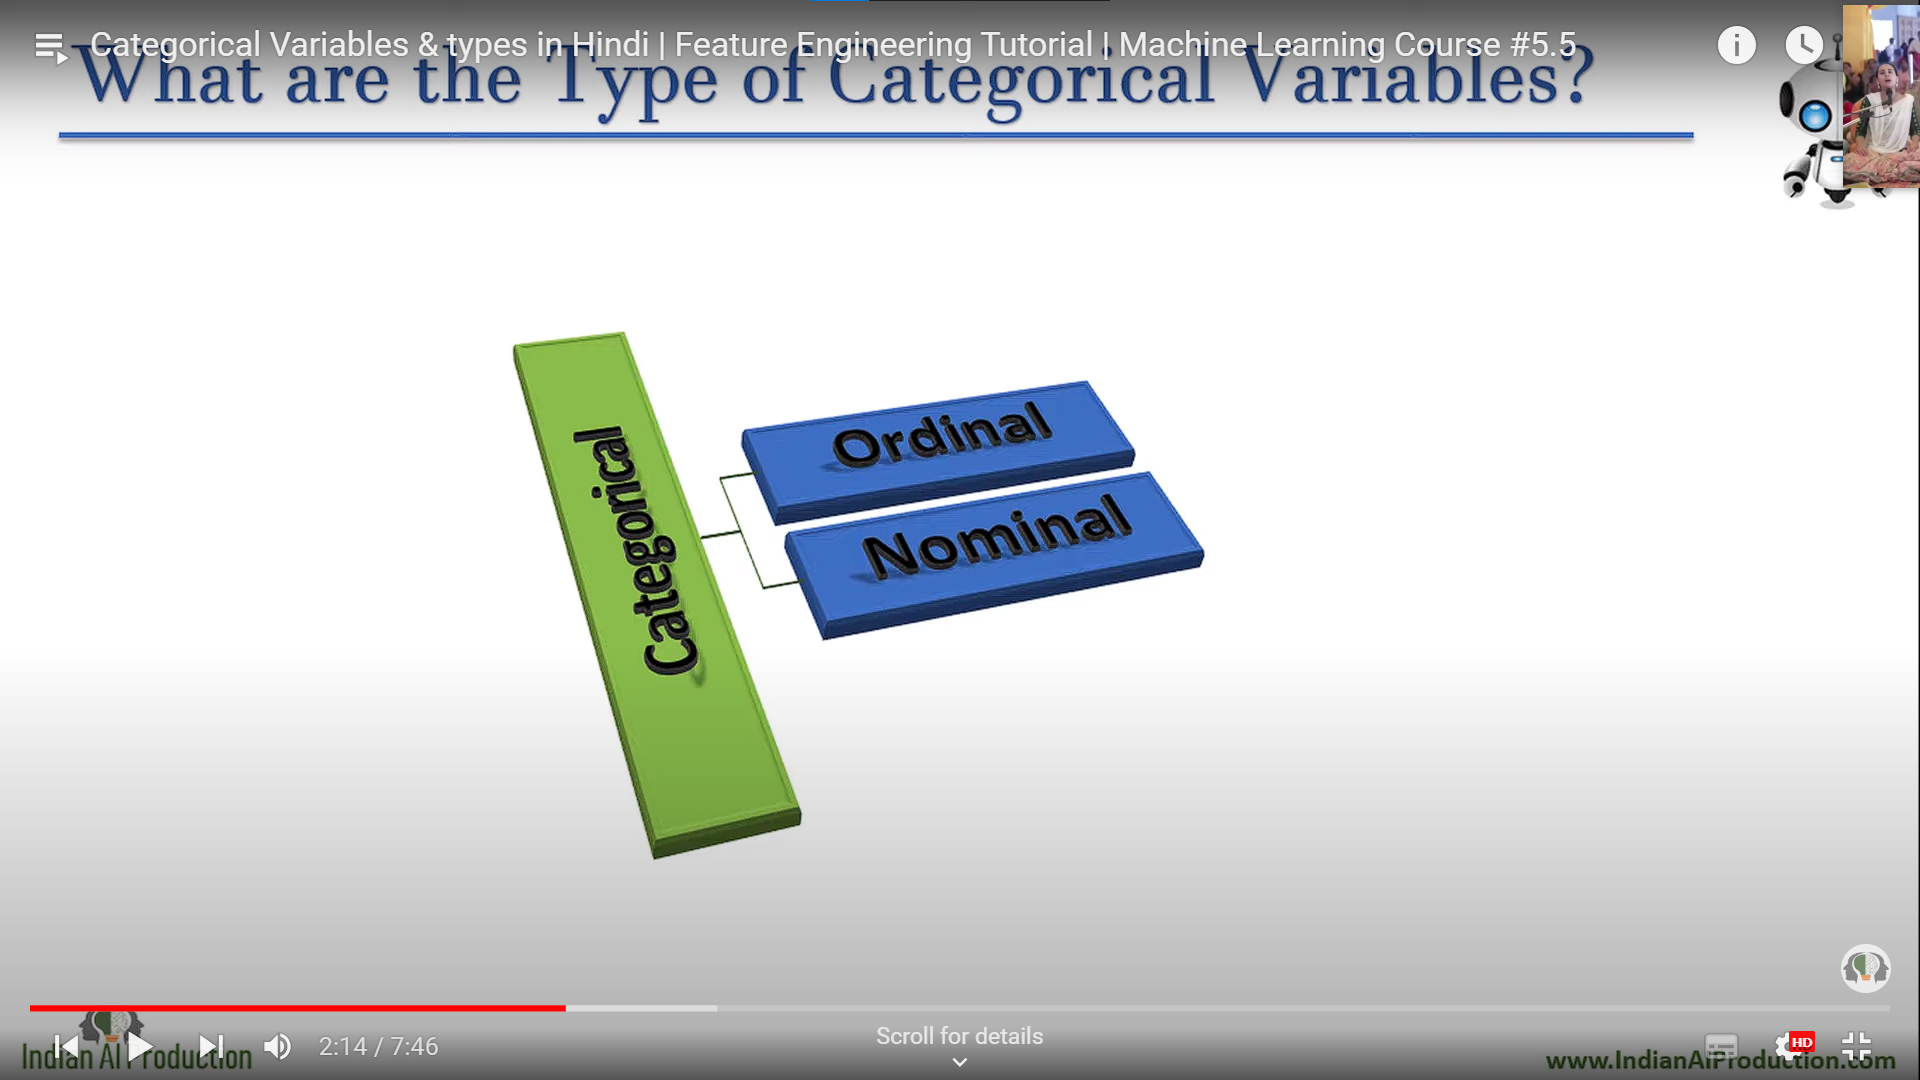 Categorical Variables & types in Hindi | Feature Engineering Tutorial | Machine Learning Course #5.5
What are the Type of Categorical Variables?
Categorical
Ordinal
Nominal
Scroll for details
2:14 / 7:46
HD
Indian AI Production
www.IndianAIProduction.com